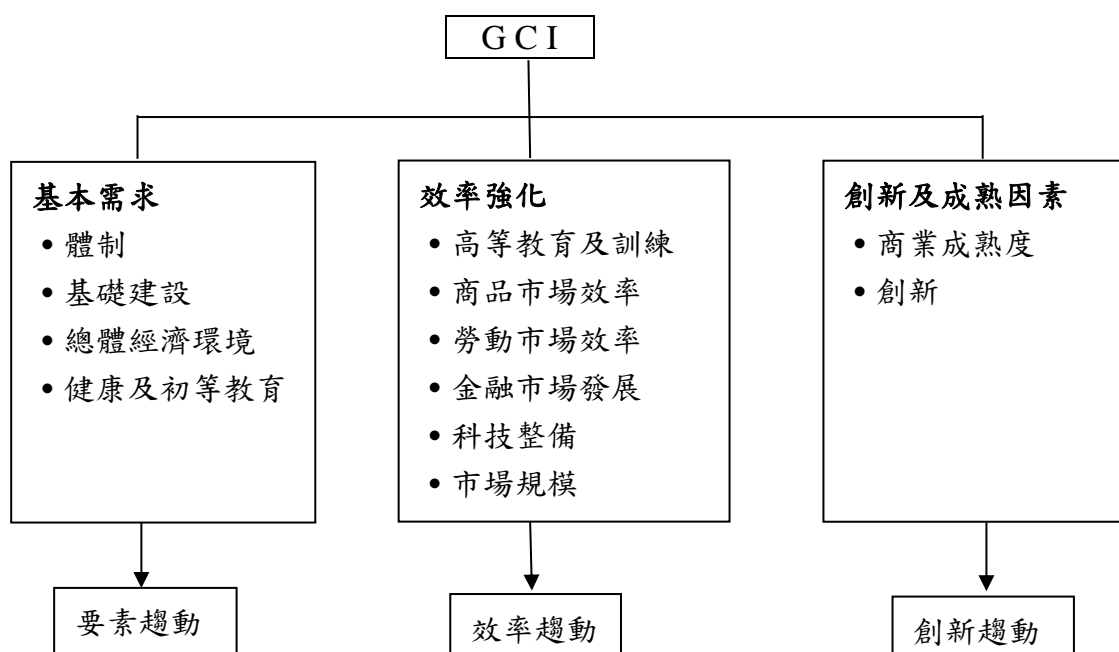 G C I
基本需求
• 體制
• 基礎建設
• 總體經濟環境
• 健康及初等教育
效率強化
• 高等教育及訓練
• 商品市場效率
• 勞動市場效率
• 金融市場發展
• 科技整備
• 市場規模
創新及成熟因素
• 商業成熟度
• 創新
要素趨動
效率趨動
創新趨動